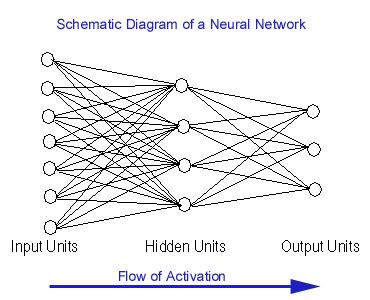 Schematic Diagram of a Neural Network
Input Units Hidden Units Output Units
Flow of Activation